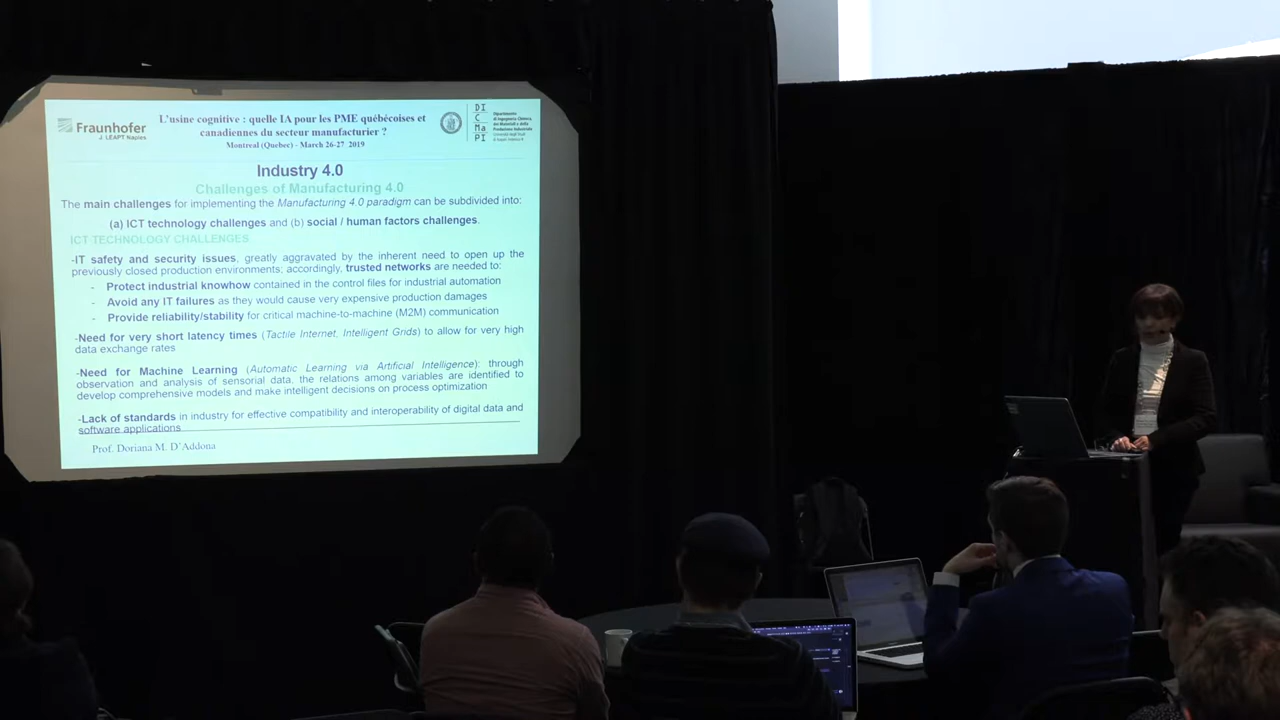 Fraunhofer
J. LEAPT Naples
L'usine cognitive : quelle IA pour les PME québécoises et
canadiennes du secteur manufacturier ?
Montreal (Quebec) - March 26-27 2019
DI
C
Ma
PI
Industry 4.0
Challenges of Manufacturing 4.0
The main challenges for implementing the Manufacturing 4.0 paradigm can be subdivided into:
(a) ICT technology challenges and (b) social / human factors challenges.
ICT TECHNOLOGY CHALLENGES
-IT safety and security issues, greatly aggravated by the inherent need to open up the
previously closed production environments; accordingly, trusted networks are needed to:
- Protect industrial knowhow contained in the control files for industrial automation
- Avoid any IT failures as they would cause very expensive production damages
- Provide reliability/stability for critical machine-to-machine (M2M) communication
-Need for very short latency times (Tactile Internet, Intelligent Grids) to allow for very high
data exchange rates
-Need for Machine Learning (Automatic Learning via Artificial Intelligence): through
observation and analysis of sensorial data, the relations among variables are identified to
develop comprehensive models and make intelligent decisions on process optimization
-Lack of standards in industry for effective compatibility and interoperability of digital data and
software applications
Prof. Doriana M. D'Addona